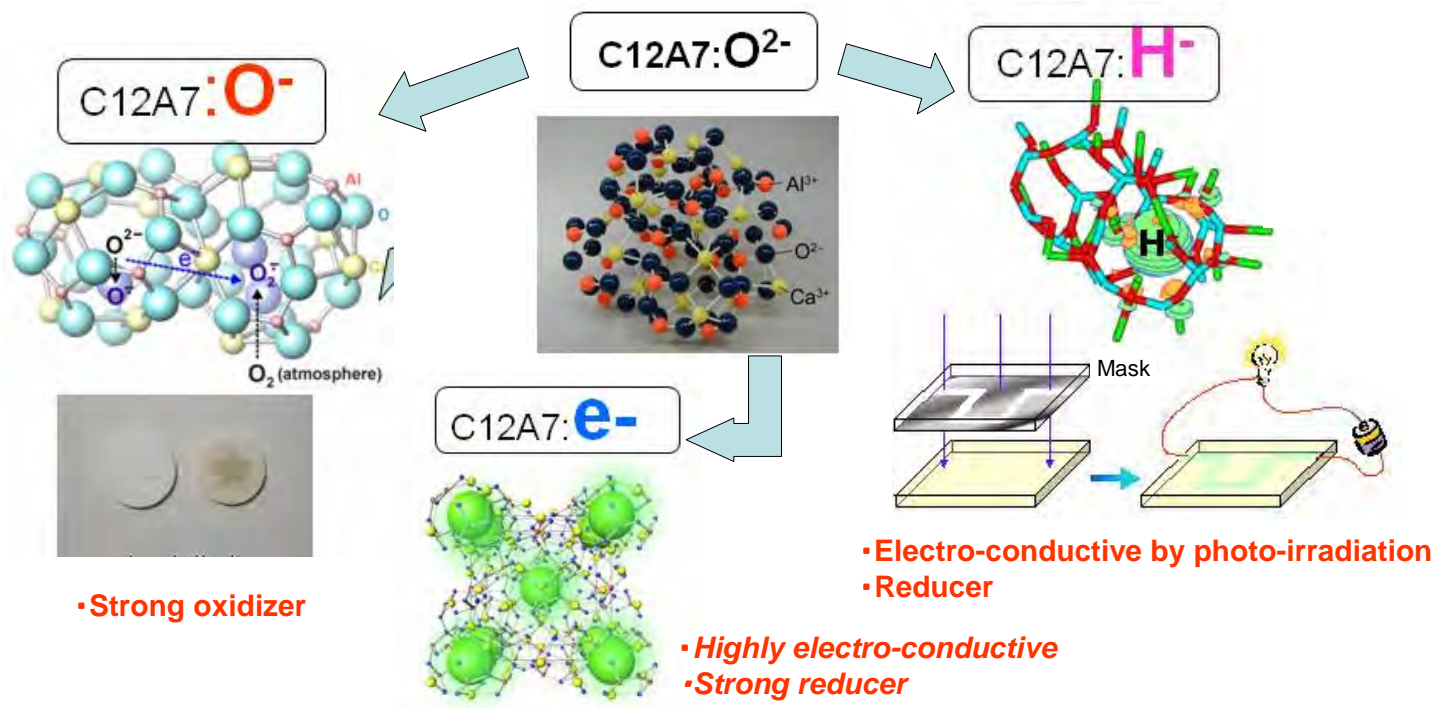 C12A7:O²⁻
C12A7:O⁻
C12A7:H⁻
Al
O
O²⁻
e⁻
O⁻
O₂⁻
O₂ (atmosphere)
Al³⁺
O²⁻
Ca³⁺
H
Mask
C12A7:e-
▪Strong oxidizer
▪Electro-conductive by photo-irradiation
▪Reducer
▪Highly electro-conductive
▪Strong reducer